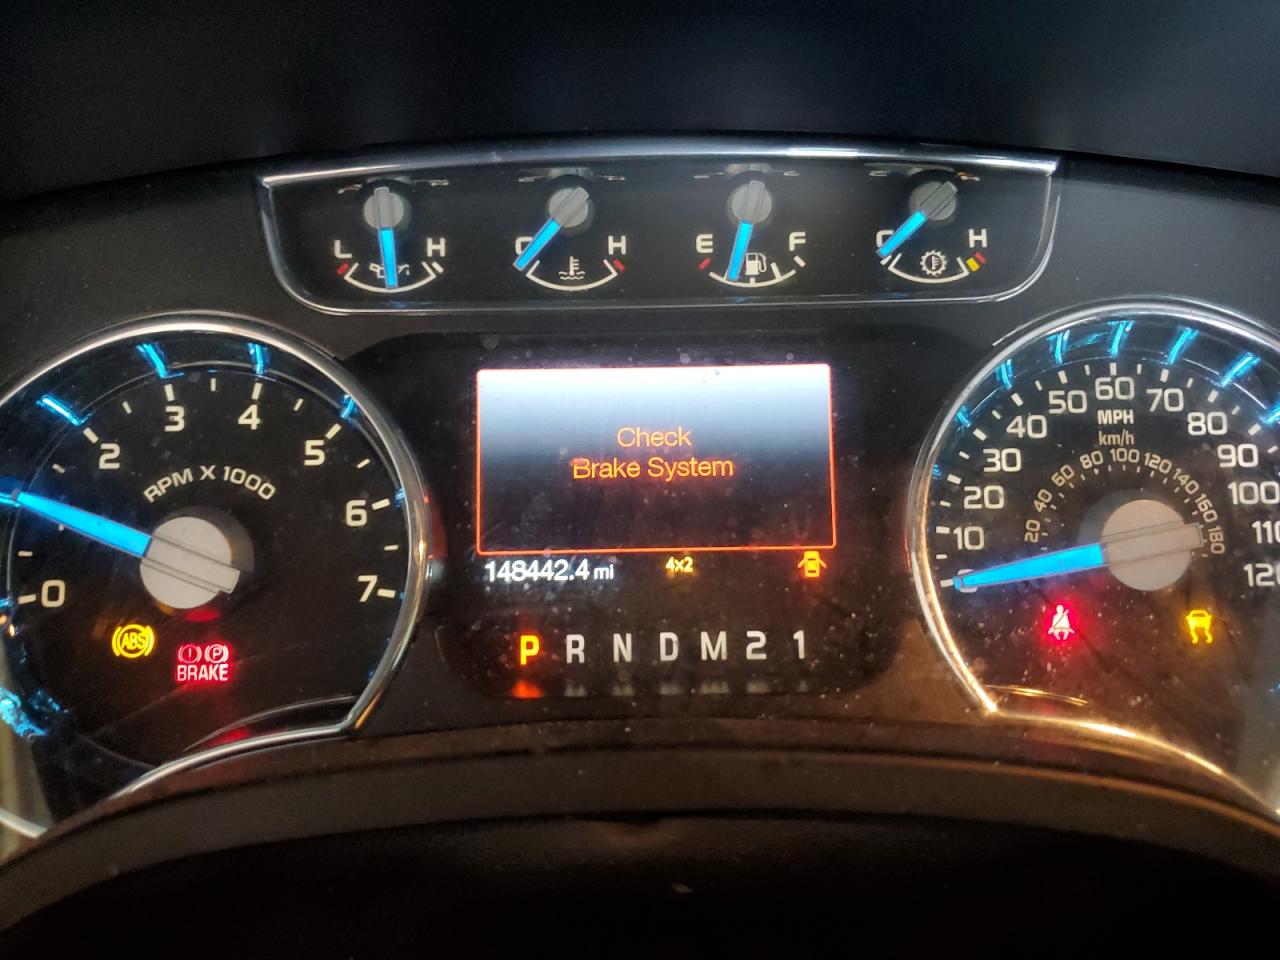 L H
C H
E F
C H
0 2 3 4 5 6 7
RPM X 1000
ABS
P
BRAKE
Check
Brake System
148442.4 mi
4x2
P R N D M 2 1
10 20 30 40 50 60 70 80 90 100
MPH
km/h
20 40 60 80 100 120 140 160 180